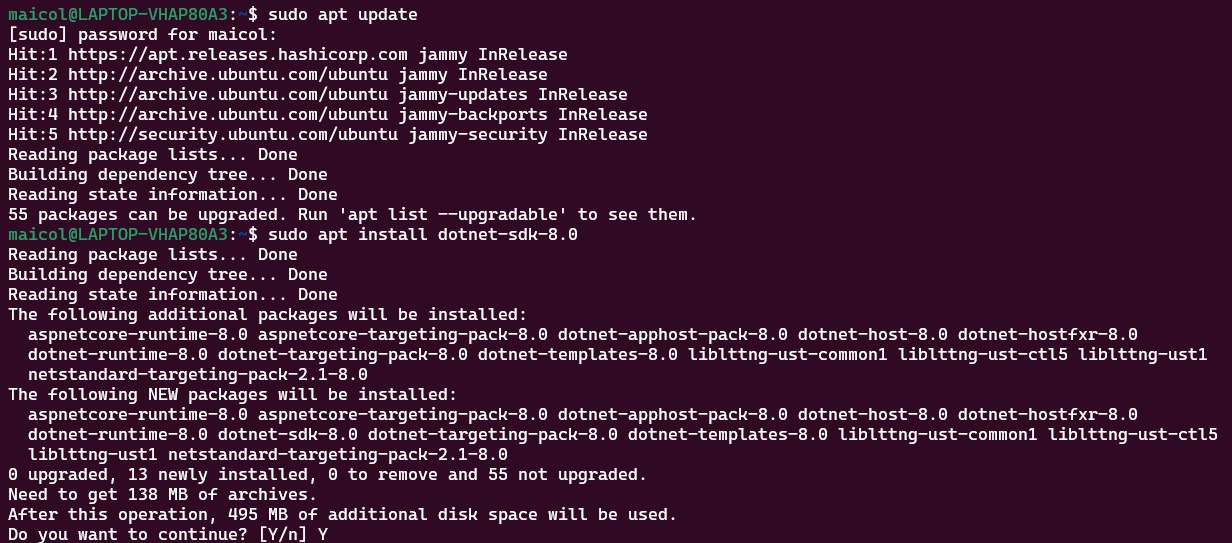 maicol@LAPTOP-VHAP80A3:~$ sudo apt update
[sudo] password for maicol:
Hit:1 https://apt.releases.hashicorp.com jammy InRelease
Hit:2 http://archive.ubuntu.com/ubuntu jammy InRelease
Hit:3 http://archive.ubuntu.com/ubuntu jammy-updates InRelease
Hit:4 http://archive.ubuntu.com/ubuntu jammy-backports InRelease
Hit:5 http://security.ubuntu.com/ubuntu jammy-security InRelease
Reading package lists... Done
Building dependency tree... Done
Reading state information... Done
55 packages can be upgraded. Run 'apt list --upgradable' to see them.
maicol@LAPTOP-VHAP80A3:~$ sudo apt install dotnet-sdk-8.0
Reading package lists... Done
Building dependency tree... Done
Reading state information... Done
The following additional packages will be installed:
  aspnetcore-runtime-8.0 aspnetcore-targeting-pack-8.0 dotnet-apphost-pack-8.0 dotnet-host-8.0 dotnet-hostfxr-8.0
  dotnet-runtime-8.0 dotnet-targeting-pack-8.0 dotnet-templates-8.0 liblttng-ust-common1 liblttng-ust-ctl5 liblttng-ust1
  netstandard-targeting-pack-2.1-8.0
The following NEW packages will be installed:
  aspnetcore-runtime-8.0 aspnetcore-targeting-pack-8.0 dotnet-apphost-pack-8.0 dotnet-host-8.0 dotnet-hostfxr-8.0
  dotnet-runtime-8.0 dotnet-sdk-8.0 dotnet-targeting-pack-8.0 dotnet-templates-8.0 liblttng-ust-common1 liblttng-ust-ctl5
  liblttng-ust1 netstandard-targeting-pack-2.1-8.0
0 upgraded, 13 newly installed, 0 to remove and 55 not upgraded.
Need to get 138 MB of archives.
After this operation, 495 MB of additional disk space will be used.
Do you want to continue? [Y/n] Y